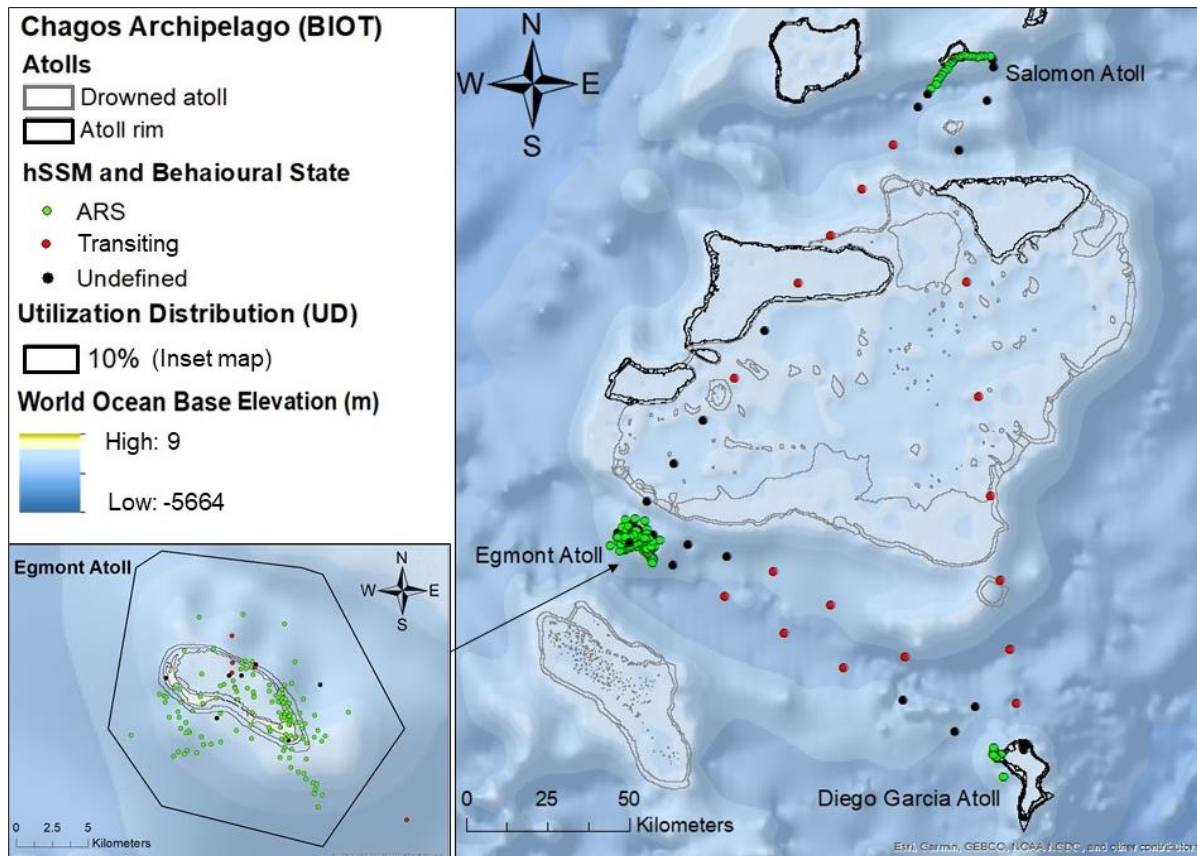 Chagos Archipelago (BIOT)
Atolls
Drowned atoll
Atoll rim
hSSM and Behaioural State
ARS
Transiting
Undefined
Utilization Distribution (UD)
10% (Inset map)
World Ocean Base Elevation (m)
High: 9
Low: -5664
Egmont Atoll
N
W E
S
0 2.5 5
Kilometers
N
W E
S
Salomon Atoll
Egmont Atoll
Diego Garcia Atoll
0 25 50
Kilometers
Esri, Garmin, GEBCO, NOAA NGDC, and other contributors